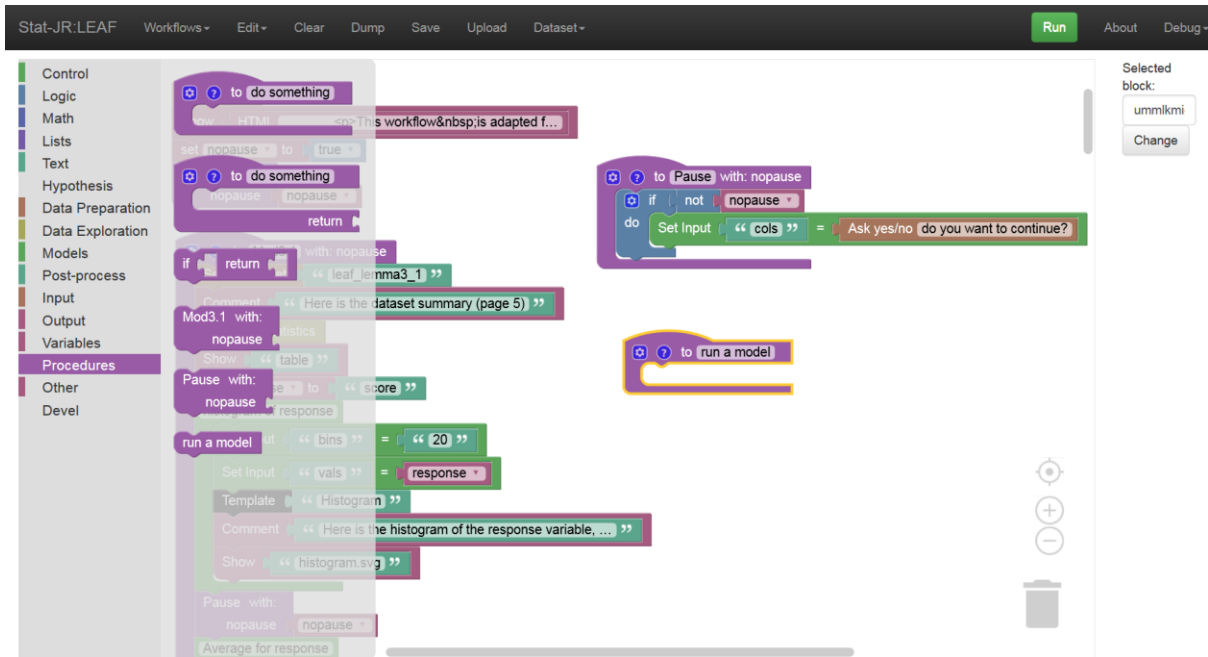 Stat-JR:LEAF Workflows Edit Clear Dump Save Upload Dataset Run About Debug
Control
Logic
Math
Lists
Text
Hypothesis
Data Preparation
Data Exploration
Models
Post-process
Input
Output
Variables
Procedures
Other
Devel
to do something
HTML <p>This workflow&nbsp;is adapted f...
set nopause to true
to do something
nopause nopause
return
with: nopause
if return
“ leaf_lemma3_1 ”
Comment “ Here is the dataset summary (page 5) ”
Mod3.1 with:
nopause
Show “ table ”
Pause with:
to “ score ”
nopause
of response
run a model
“ bins ” = “ 20 ”
Set Input “ vals ” = response
Template “ Histogram ”
Comment “ Here is the histogram of the response variable, ... ”
Show “ histogram.svg ”
Pause with:
nopause nopause
Average for response
to Pause with: nopause
if not nopause
do Set Input “ cols ” = Ask yes/no do you want to continue?
to run a model
Selected
block:
ummlkmi
Change